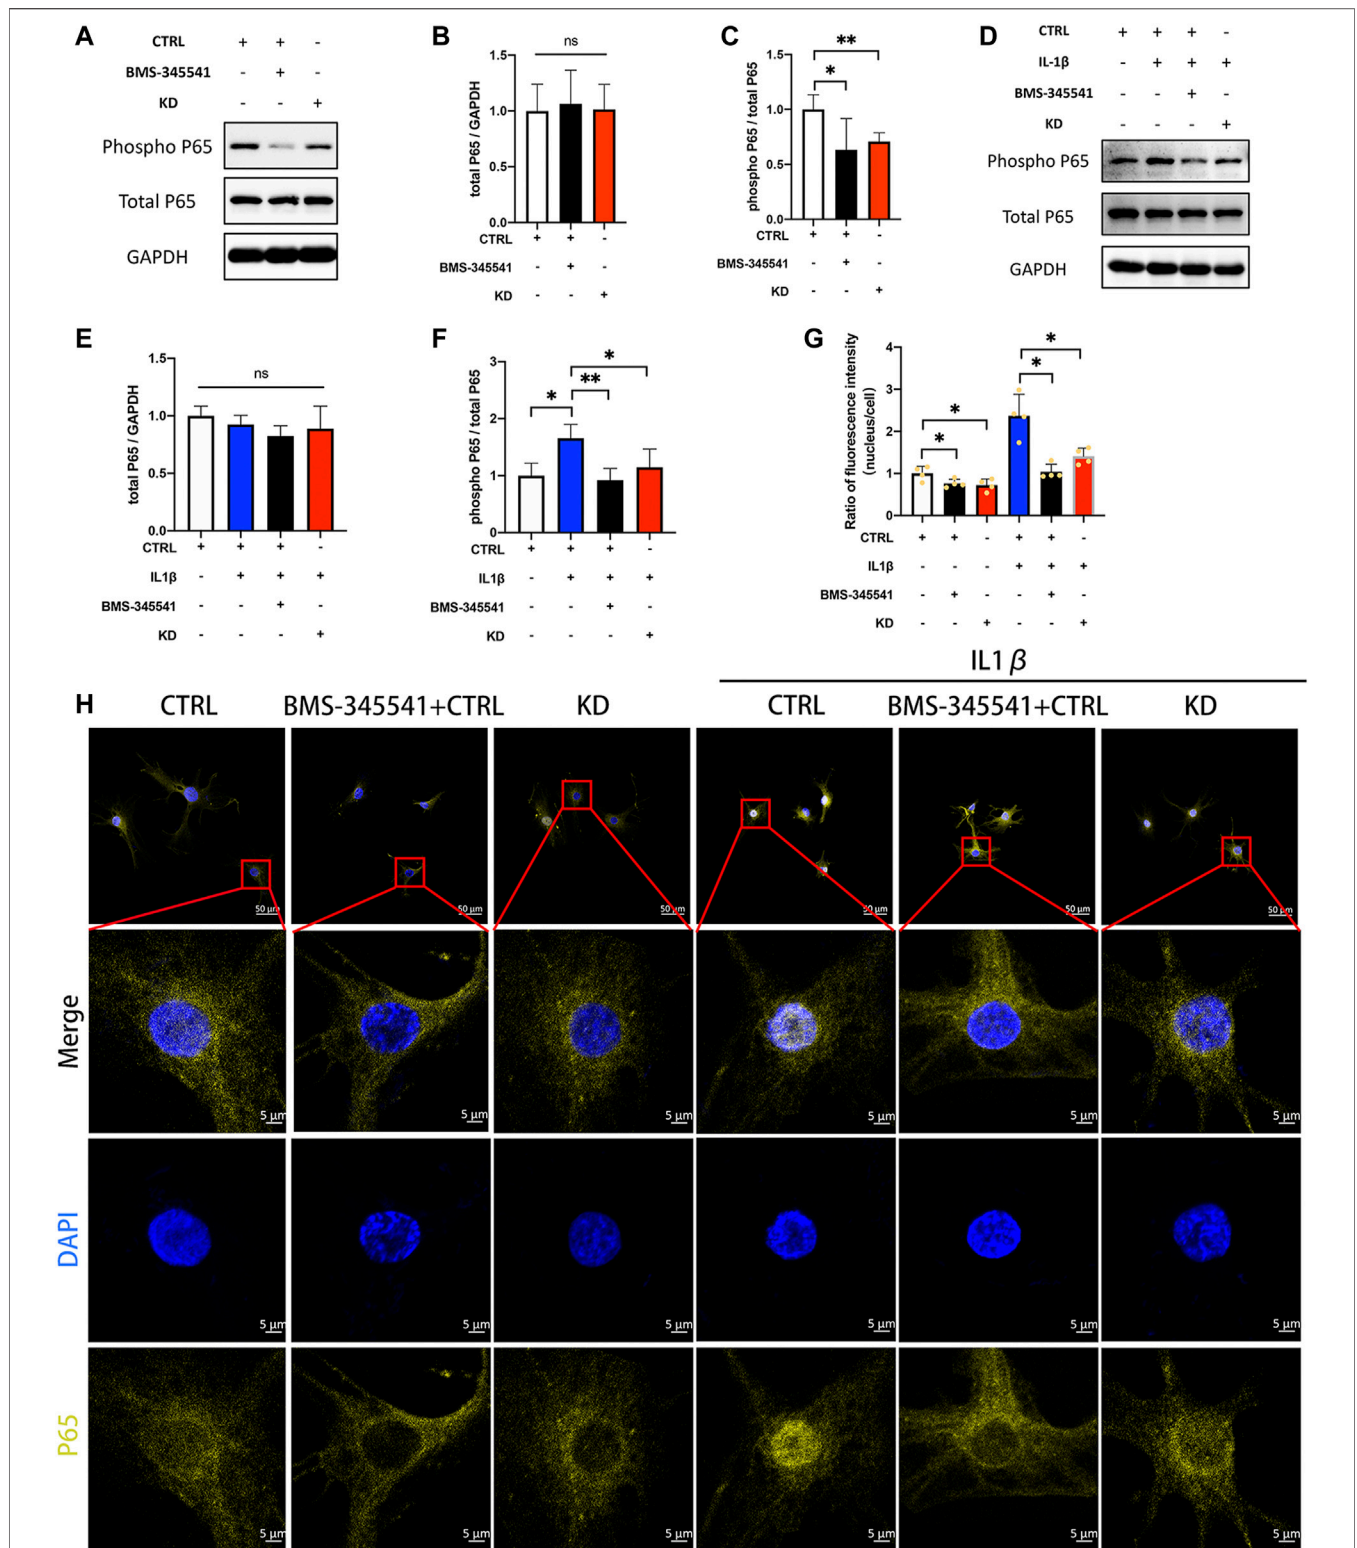 A
CTRL + + -
BMS-345541 - + -
KD - - +
Phospho P65
Total P65
GAPDH
B
ns
total P65 / GAPDH
1.5
1.0
0.5
0.0
CTRL + + -
BMS-345541 - + -
KD - - +
C
**
*
phospho P65 / total P65
1.5
1.0
0.5
0.0
CTRL + + -
BMS-345541 - + -
KD - - +
D
CTRL + + + -
IL-1β - + + +
BMS-345541 - - + -
KD - - - +
Phospho P65
Total P65
GAPDH
E
ns
total P65 / GAPDH
1.5
1.0
0.5
0.0
CTRL + + + -
IL1β - + + +
BMS-345541 - - + -
KD - - - +
F
*
**
*
phospho P65 / total P65
3
2
1
0
CTRL + + + -
IL1β - + + +
BMS-345541 - - + -
KD - - - +
G
*
*
*
*
Ratio of fluorescence intensity
(nucleus/cell)
4
3
2
1
0
CTRL + + - + + -
IL1β - - - + + +
BMS-345541 - + - - + -
KD - - + - - +
IL1β
H
CTRL BMS-345541+CTRL KD CTRL BMS-345541+CTRL KD
50 μm 50 μm 50 μm 50 μm 50 μm 50 μm
Merge
5 μm 5 μm 5 μm 5 μm 5 μm 5 μm
DAPI
5 μm 5 μm 5 μm 5 μm 5 μm 5 μm
P65
5 μm 5 μm 5 μm 5 μm 5 μm 5 μm